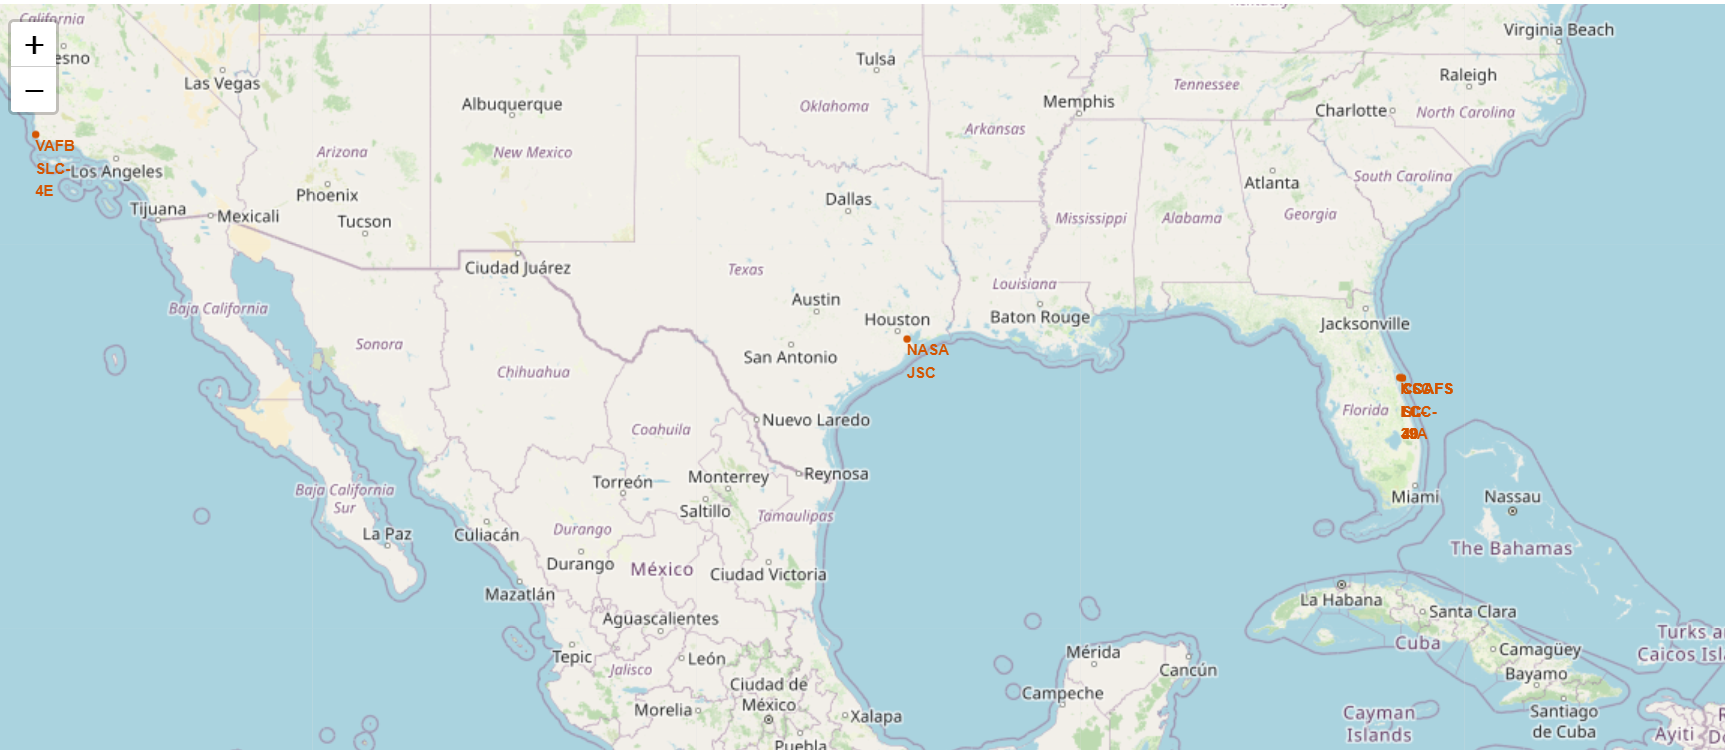 California
Virginia Beach
+
Tulsa
Las Vegas
Raleigh
Tennessee
−
Albuquerque
Oklahoma
Memphis
Charlotte
North Carolina
Arkansas
VAFB
SLC-
4E
Los Angeles
Arizona
New Mexico
Phoenix
Dallas
Atlanta
South Carolina
Tijuana
Mexicali
Tucson
Mississippi
Alabama
Georgia
Ciudad Juárez
Texas
Louisiana
Baja California
Austin
Houston
Baton Rouge
Jacksonville
Sonora
San Antonio
NASA
JSC
Chihuahua
Florida
Nuevo Laredo
Coahuila
Reynosa
Torreón
Monterrey
Baja California
Sur
Saltillo
Tamaulipas
Miami
Nassau
La Paz
Culiacán
Durango
Durango
México
Ciudad Victoria
The Bahamas
Mazatlán
Aguascalientes
La Habana
Santa Clara
Cuba
Camagüey
Tepic
León
Jalisco
Mérida
Cancún
Bayamo
Ciudad de
México
Campeche
Morelia
Xalapa
Cayman
Islands
Santiago
de Cuba
Ayiti
Puebla